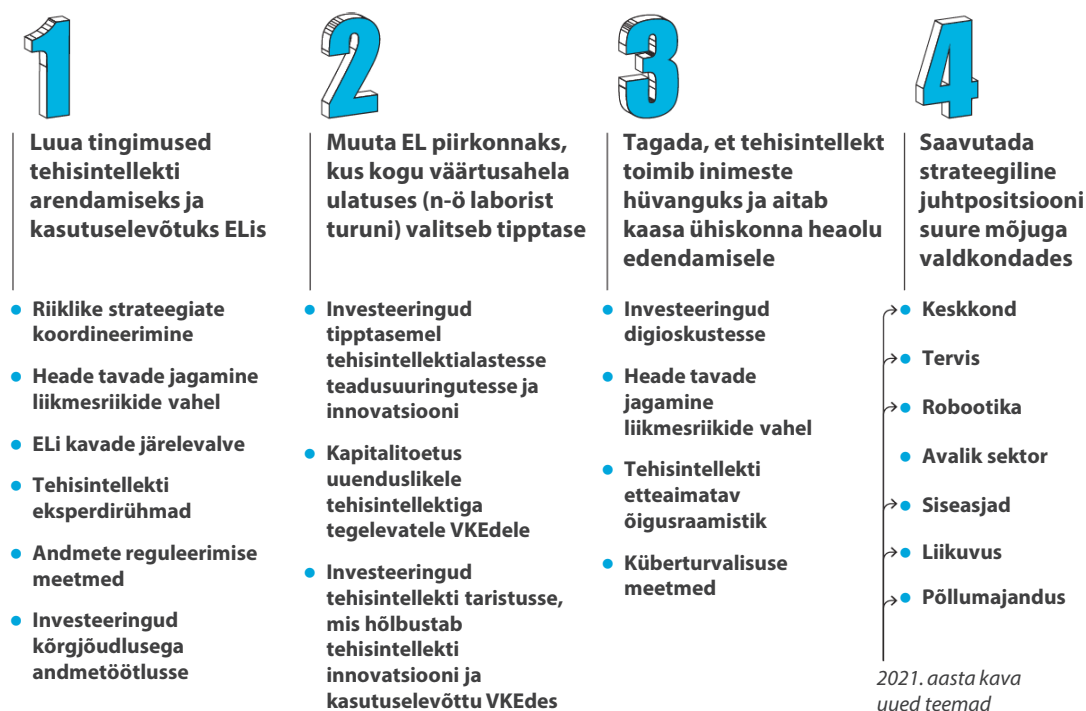 1
Luua tingimused
tehisintellekti
arendamiseks ja
kasutuselevõtuks ELis
Riiklike strateegiate
koordineerimine
Heade tavade jagamine
liikmesriikide vahel
ELi kavade järelevalve
Tehisintellekti
eksperdirühmad
Andmete reguleerimise
meetmed
Investeeringud
kõrgjõudlusega
andmetöötlusse
2
Muuta EL piirkonnaks,
kus kogu väärtusahela
ulatuses (n-ö laborist
turuni) valitseb tipptase
Investeeringud
tipptasemel
tehisintellektialastesse
teadusuuringutesse ja
innovatsiooni
Kapitalitoetus
uuenduslikele
tehisintellektiga
tegelevatele VKEdele
Investeeringud
tehisintellekti taristusse,
mis hõlbustab
tehisintellekti
innovatsiooni ja
kasutuselevõttu VKEdes
3
Tagada, et tehisintellekt
toimib inimeste
hüvanguks ja aitab
kaasa ühiskonna heaolu
edendamisele
Investeeringud
digioskustesse
Heade tavade
jagamine
liikmesriikide vahel
Tehisintellekti
etteaimatav
õigusraamistik
Küberturvalisuse
meetmed
4
Saavutada
strateegiline
juhtpositsiooni
suure mõjuga
valdkondades
Keskkond
Tervis
Robootika
Avalik sektor
Siseasjad
Liikuvus
Põllumajandus
2021. aasta kava
uued teemad